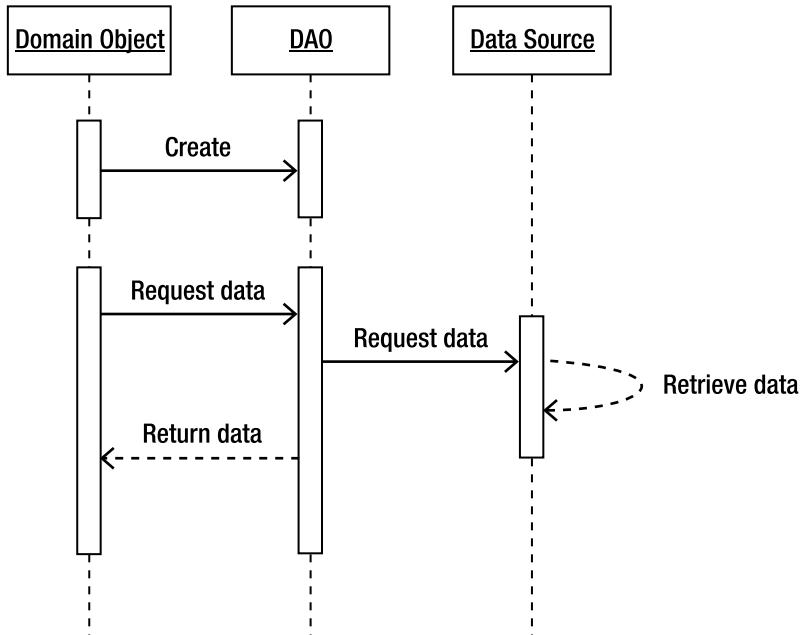 Domain Object
DAO
Data Source
Create
Request data
Request data
Retrieve data
Return data